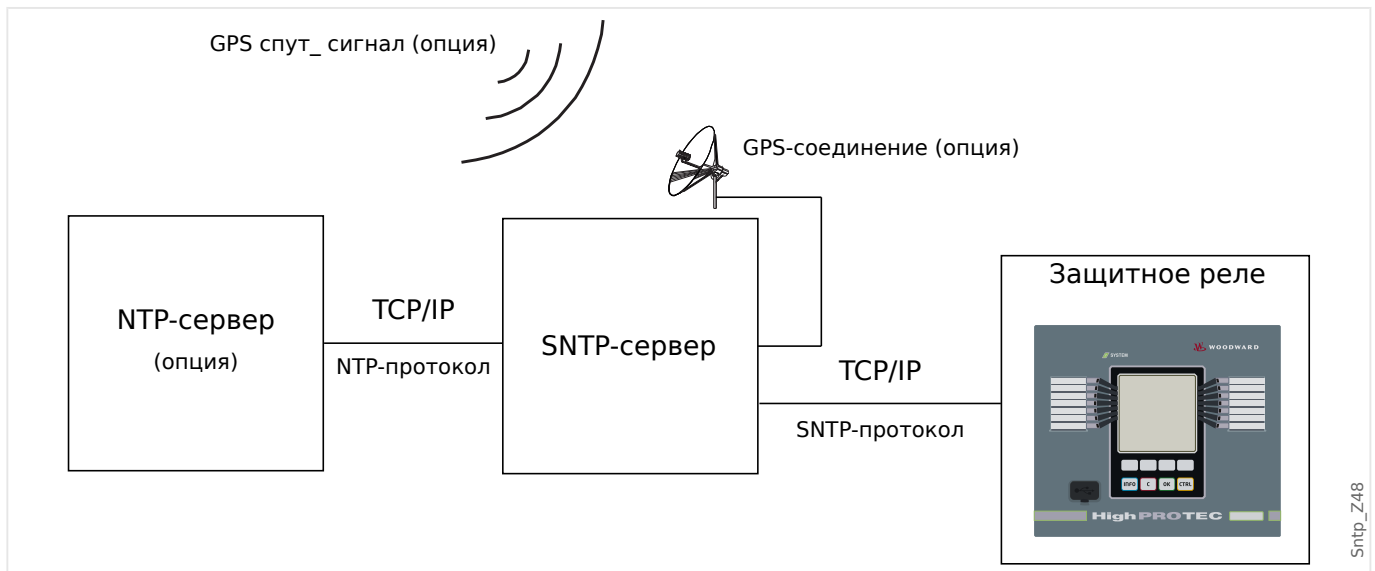 GPS спут_ сигнал (опция)
GPS-соединение (опция)
NTP-сервер
(опция)
TCP/IP
NTP-протокол
SNTP-сервер
TCP/IP
SNTP-протокол
Защитное реле
WOODWARD
SYSTEM
INFO
C
OK
CTRL
HighPROTEC
Sntp_Z48